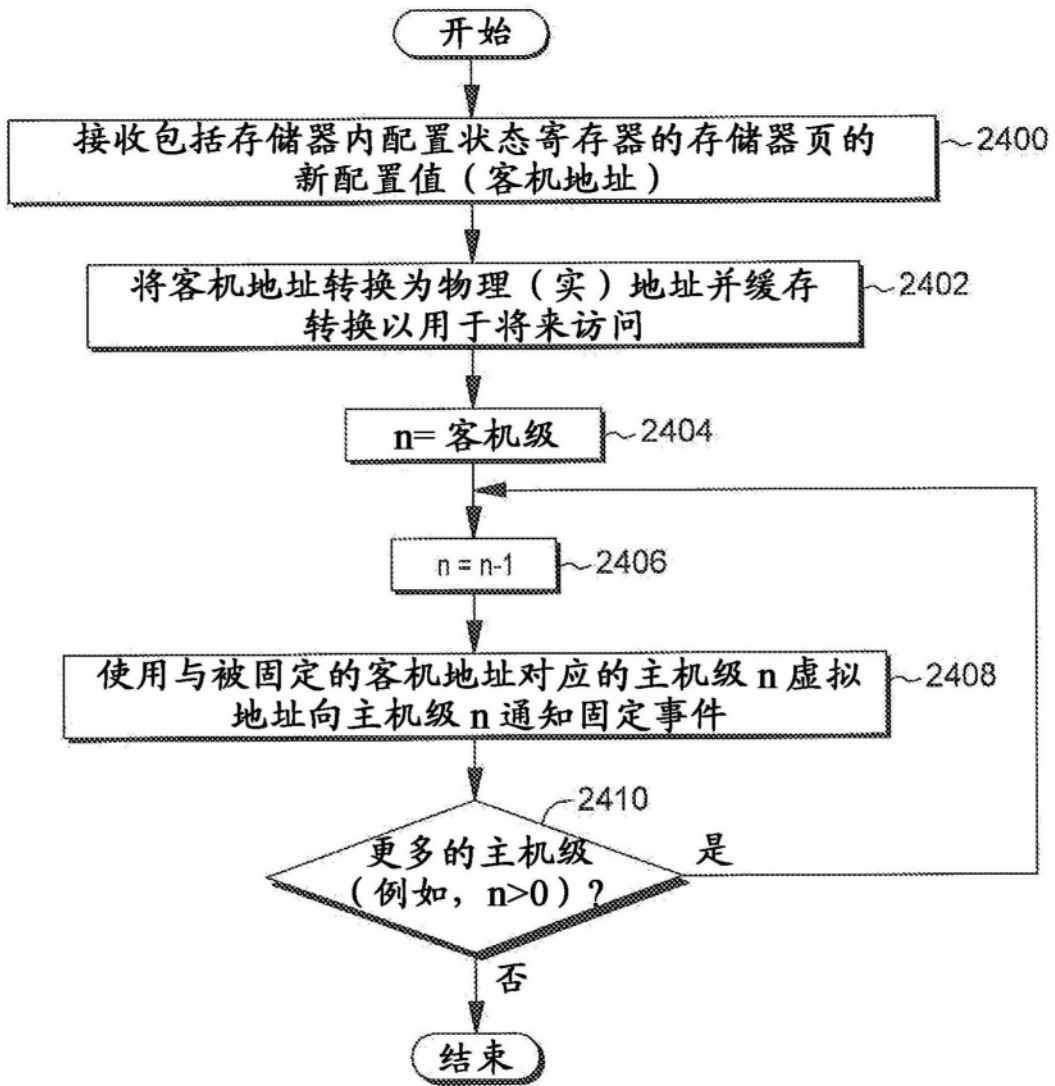 开始
接收包括存储器内配置状态寄存器的存储器页的
新配置值（客机地址）
2400
将客机地址转换为物理（实）地址并缓存
转换以用于将来访问
2402
n= 客机级
2404
n = n-1
2406
使用与被固定的客机地址对应的主机级 n 虚拟
地址向主机级 n 通知固定事件
2408
2410
更多的主机级
（例如，n>0）？
是
否
结束